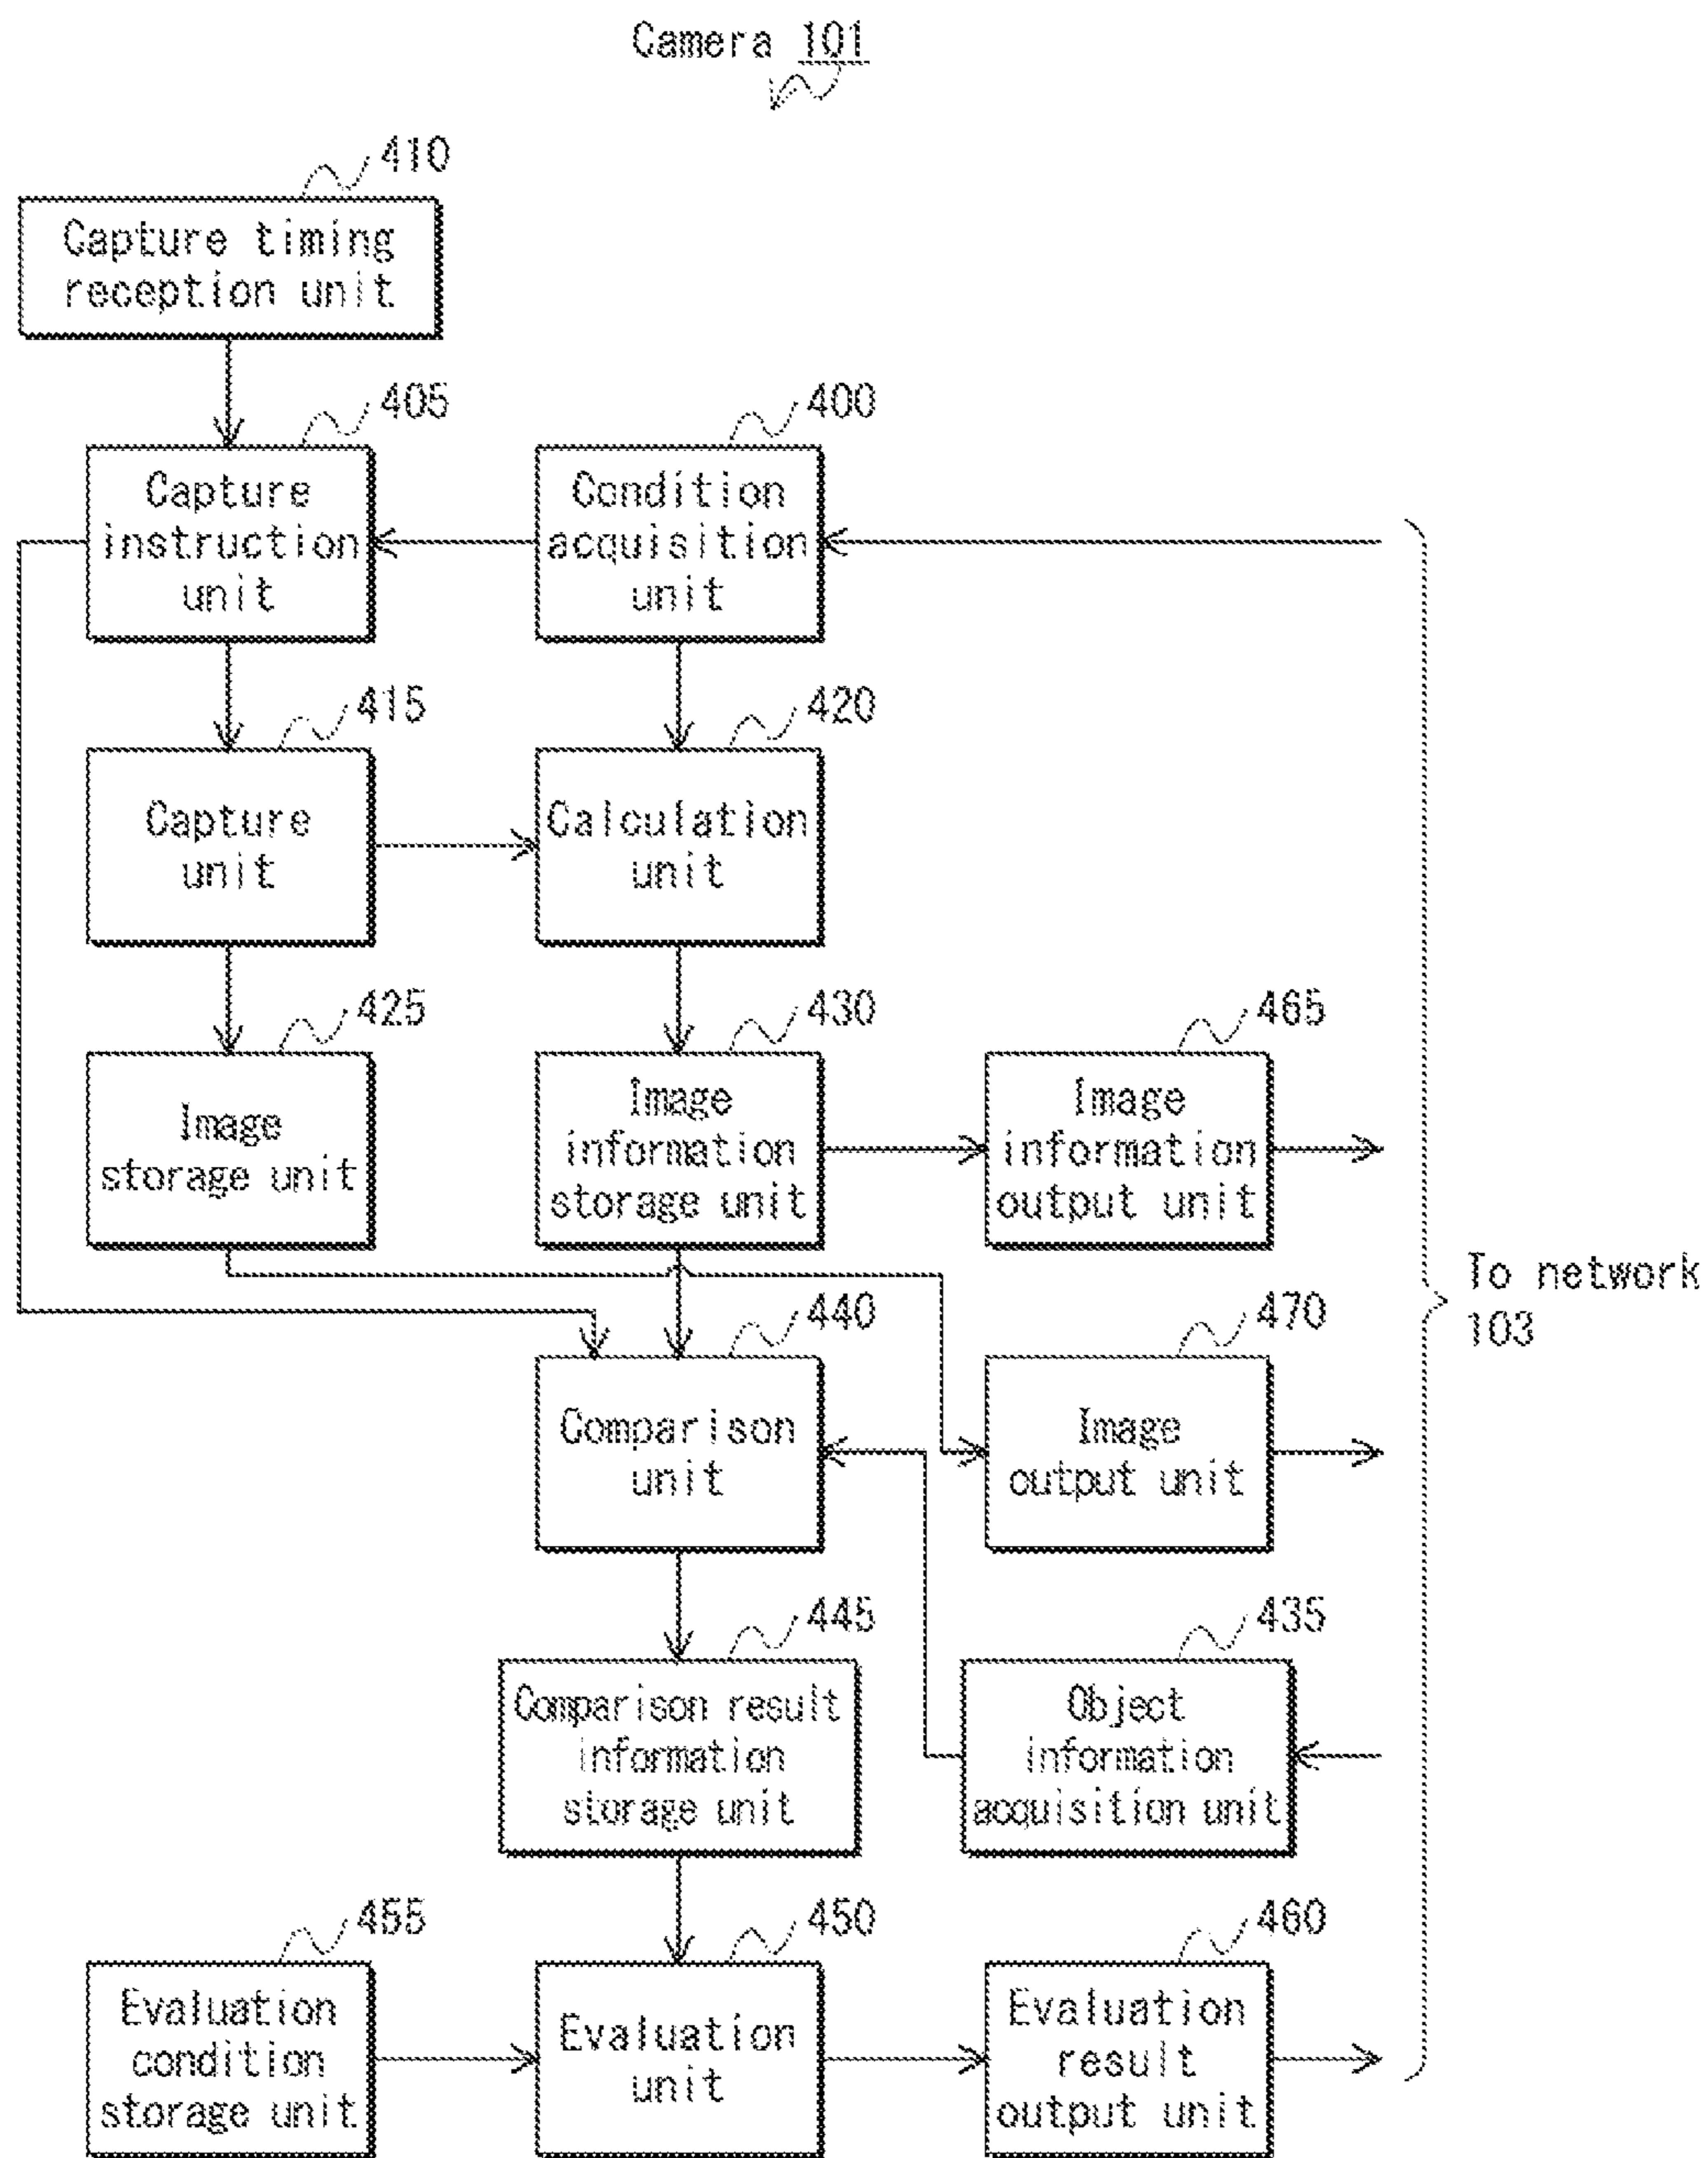 Camera 101
410
Capture timing
reception unit
405
Capture
instruction
unit
400
Condition
acquisition
unit
415
Capture
unit
420
Calculation
unit
425
Image
storage unit
430
Image
information
storage unit
465
Image
information
output unit
To network
103
440
Comparison
unit
470
Image
output unit
445
Comparison result
information
storage unit
435
Object
information
acquisition unit
455
Evaluation
condition
storage unit
450
Evaluation
unit
460
Evaluation
result
output unit